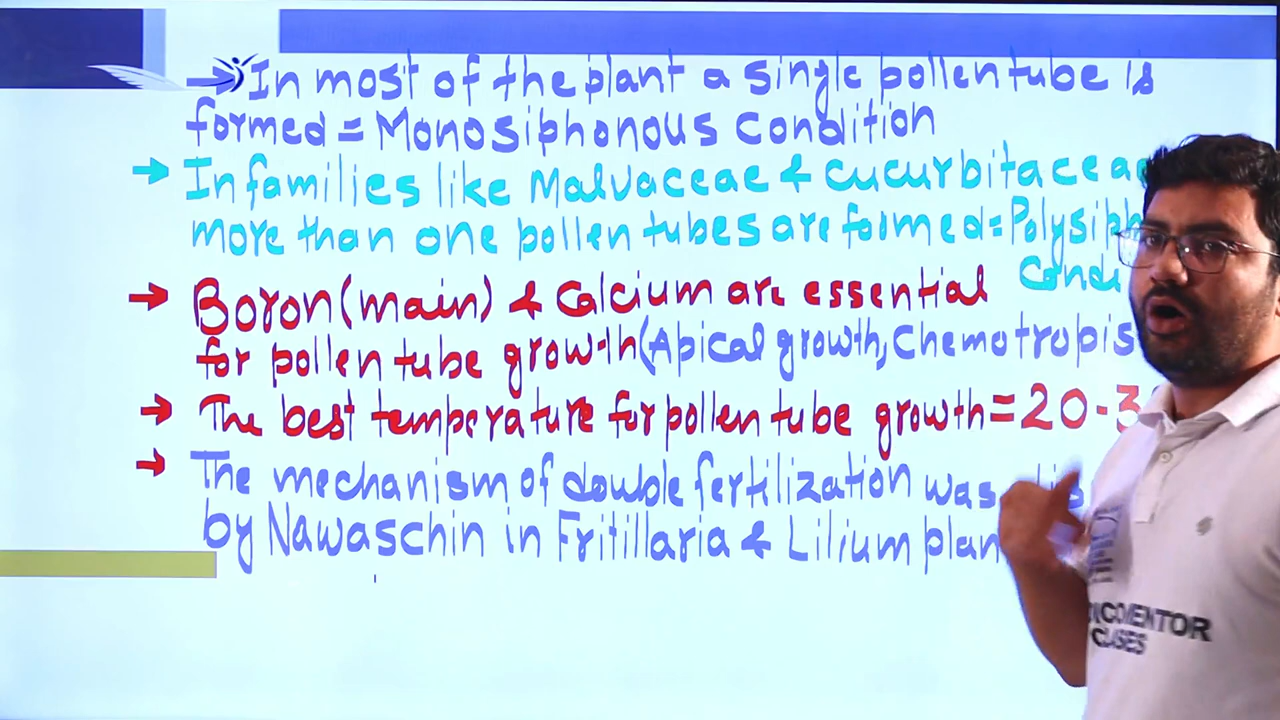 → In most of the plant a single pollen tube is
formed = Monosiphonous condition
→ In families like Malvaceae & cucurbitaceae
more than one pollen tubes are formed = Polysiph
Condi
→ Boron (main) & Calcium are essential
for pollen tube growth (Apical growth, Chemotropis
→ The best temperature for pollen tube growth = 20-3
→ The mechanism of double fertilization was dis
by Nawaschin in Fritillaria & Lilium plan
NCOMENTOR
CLASES